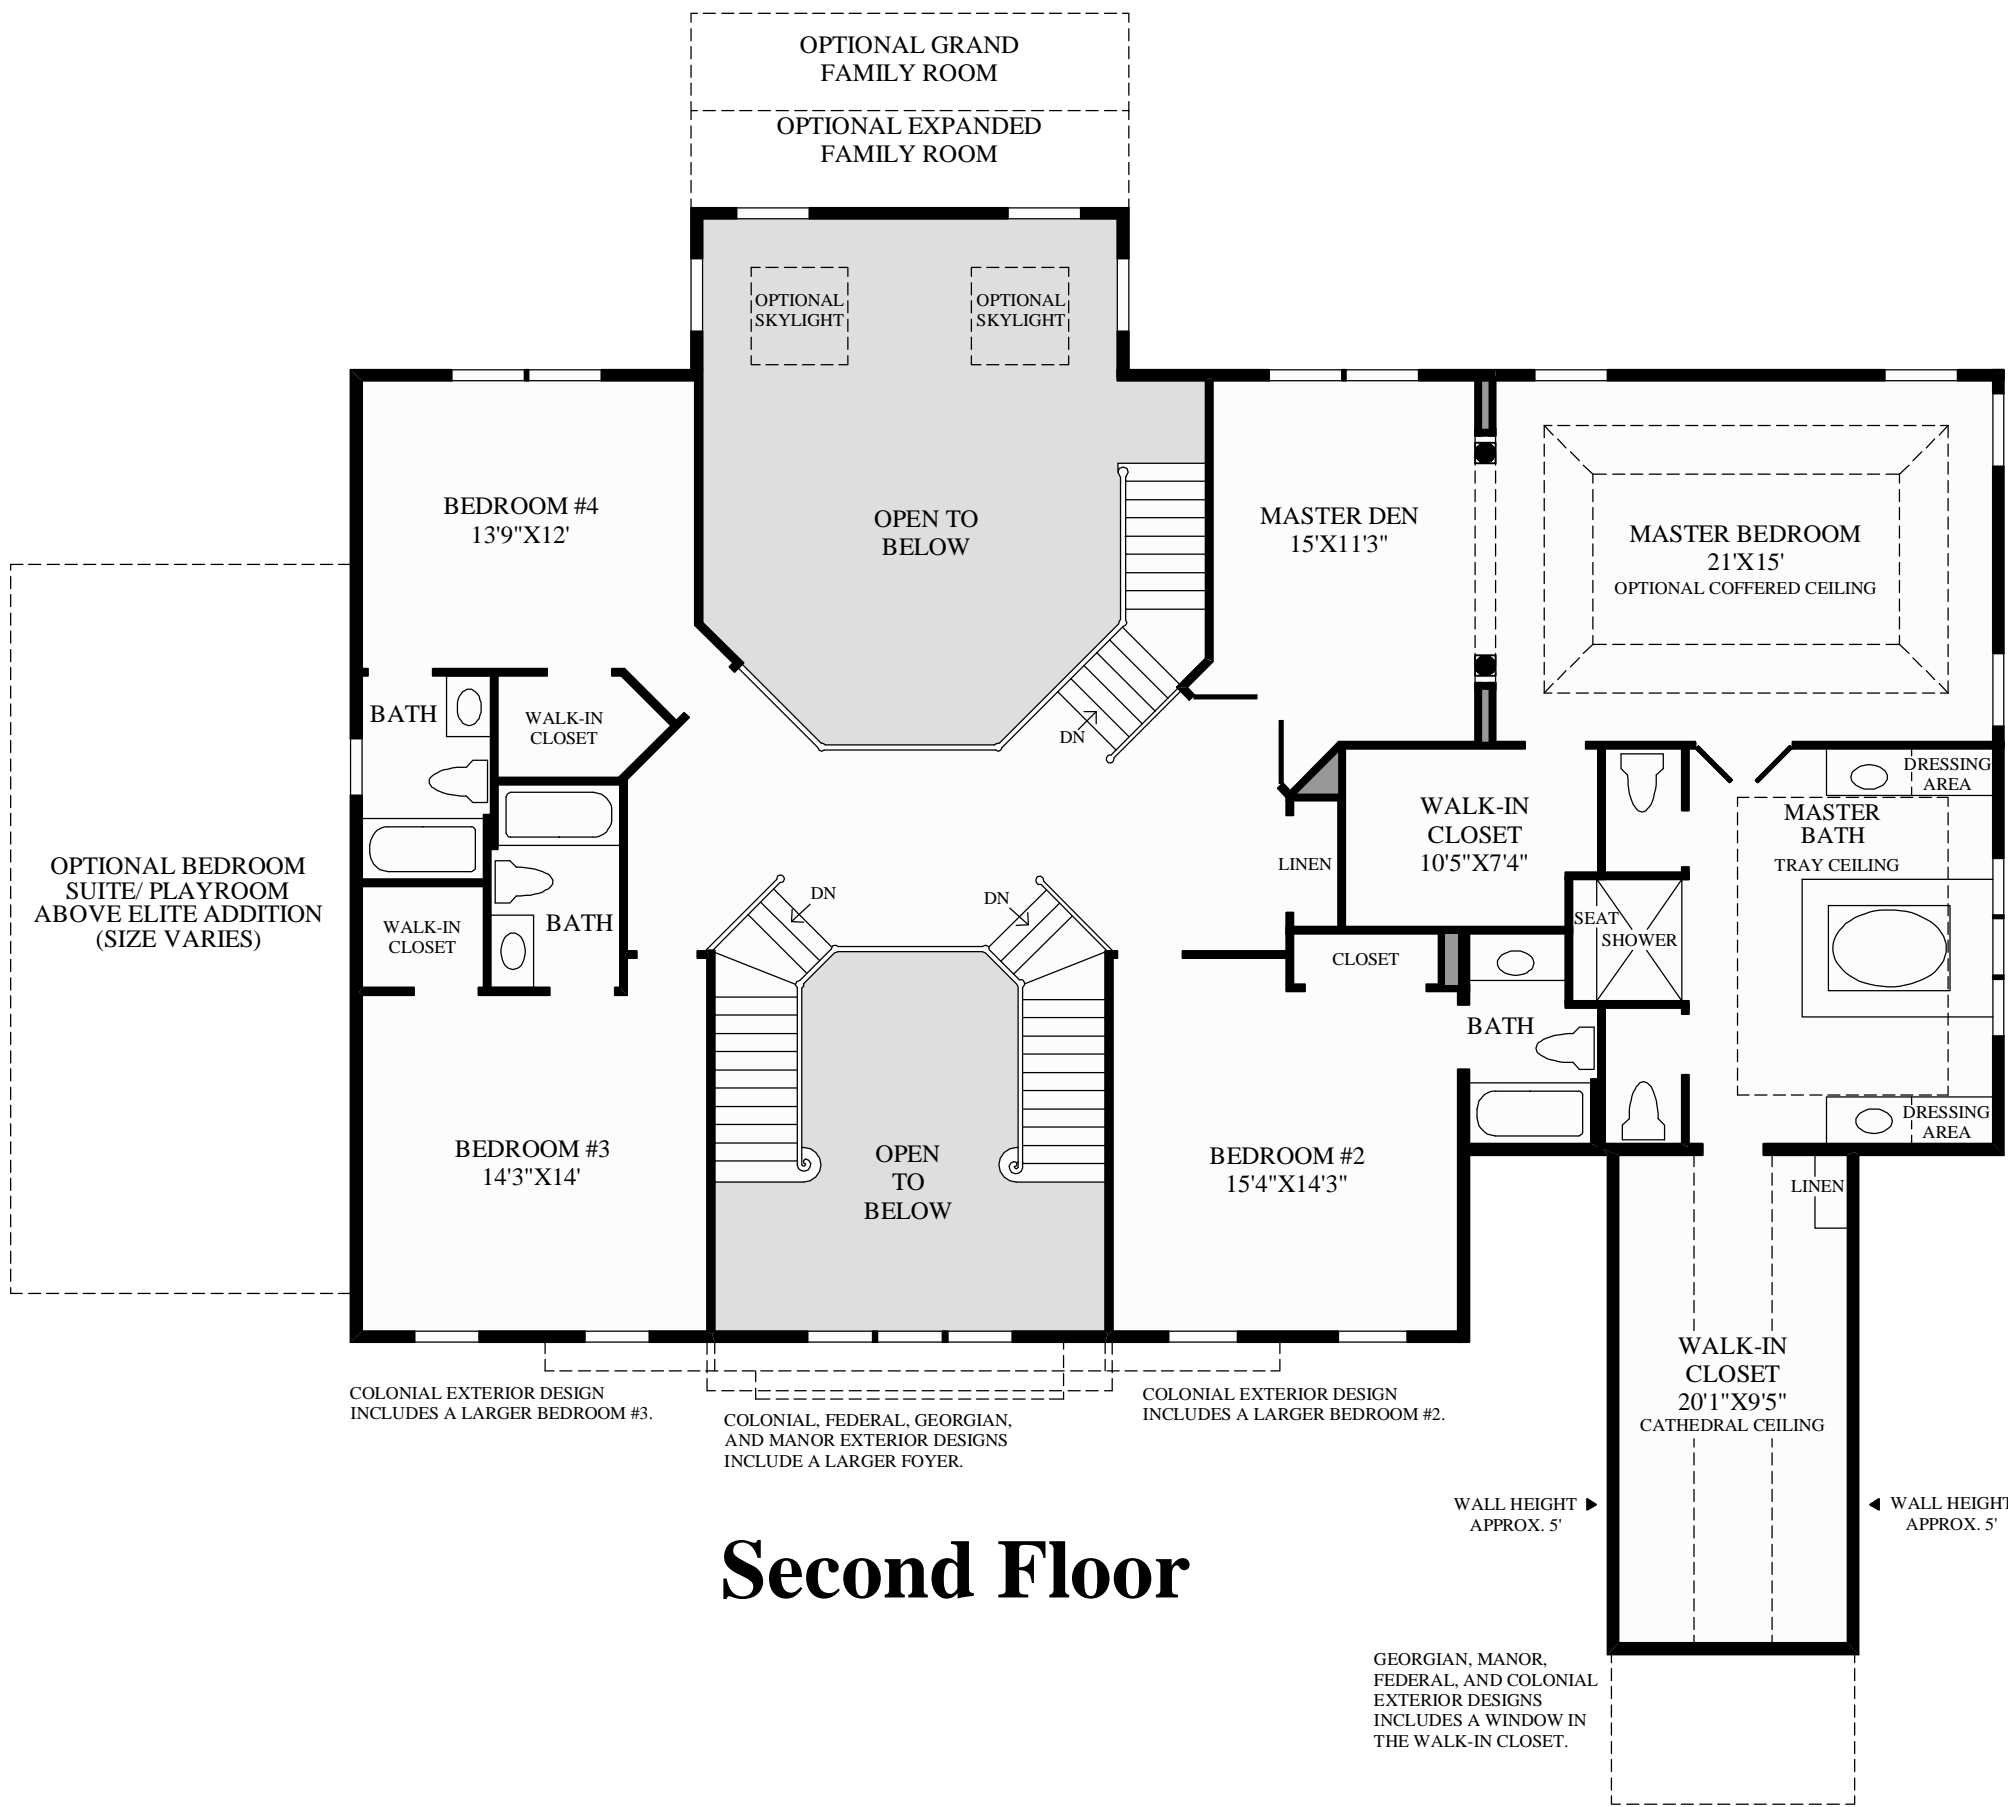 OPTIONAL GRAND
FAMILY ROOM
OPTIONAL EXPANDED
FAMILY ROOM
OPTIONAL
SKYLIGHT
OPTIONAL
SKYLIGHT
BEDROOM #4
13'9"X12'
OPEN TO
BELOW
MASTER DEN
15'X11'3"
MASTER BEDROOM
21'X15'
OPTIONAL COFFERED CEILING
BATH
WALK-IN
CLOSET
DN
DRESSING
AREA
MASTER
BATH
TRAY CEILING
WALK-IN
CLOSET
10'5"X7'4"
LINEN
OPTIONAL BEDROOM
SUITE/ PLAYROOM
ABOVE ELITE ADDITION
(SIZE VARIES)
WALK-IN
CLOSET
BATH
DN
DN
CLOSET
SEAT
SHOWER
BATH
DRESSING
AREA
BEDROOM #3
14'3"X14'
OPEN
TO
BELOW
BEDROOM #2
15'4"X14'3"
LINEN
WALK-IN
CLOSET
20'1"X9'5"
CATHEDRAL CEILING
COLONIAL EXTERIOR DESIGN
INCLUDES A LARGER BEDROOM #3.
COLONIAL, FEDERAL, GEORGIAN,
AND MANOR EXTERIOR DESIGNS
INCLUDE A LARGER FOYER.
COLONIAL EXTERIOR DESIGN
INCLUDES A LARGER BEDROOM #2.
WALL HEIGHT
APPROX. 5'
WALL HEIGHT
APPROX. 5'
Second Floor
GEORGIAN, MANOR,
FEDERAL, AND COLONIAL
EXTERIOR DESIGNS
INCLUDES A WINDOW IN
THE WALK-IN CLOSET.